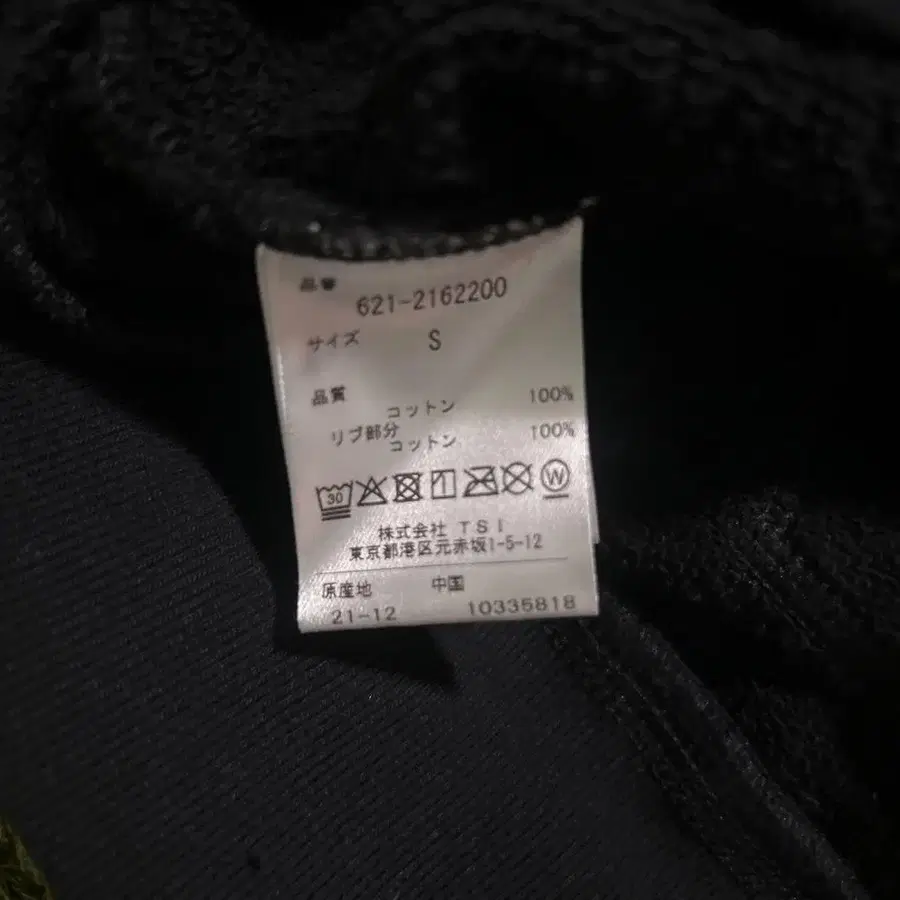 品番
621-2162200
サイズ S
品質
コットン 100%
リブ部分
コットン 100%
30 W
株式会社 TSI
東京都港区元赤坂1-5-12
原産地 中国
21-12 10335818